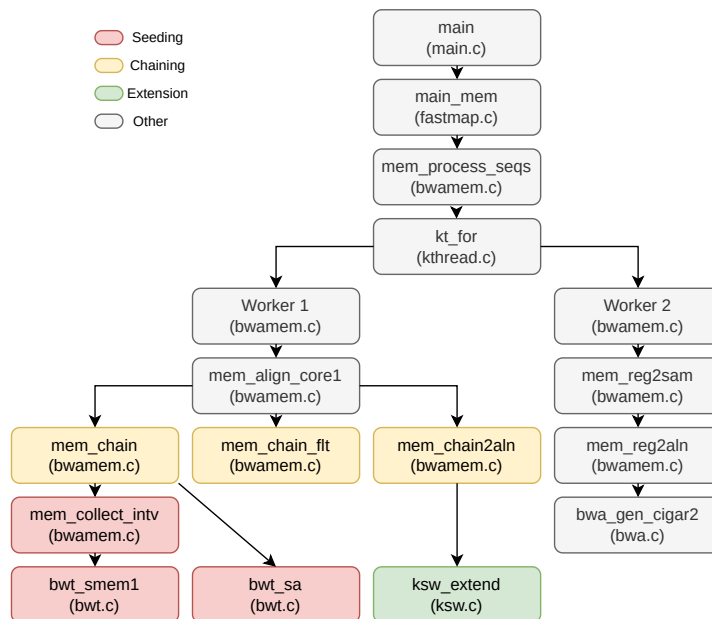 Seeding
Chaining
Extension
Other
main
(main.c)
main_mem
(fastmap.c)
mem_process_seqs
(bwamem.c)
kt_for
(kthread.c)
Worker 1
(bwamem.c)
Worker 2
(bwamem.c)
mem_align_core1
(bwamem.c)
mem_reg2sam
(bwamem.c)
mem_chain
(bwamem.c)
mem_chain_flt
(bwamem.c)
mem_chain2aln
(bwamem.c)
mem_reg2aln
(bwamem.c)
mem_collect_intv
(bwamem.c)
bwa_gen_cigar2
(bwa.c)
bwt_smem1
(bwt.c)
bwt_sa
(bwt.c)
ksw_extend
(ksw.c)